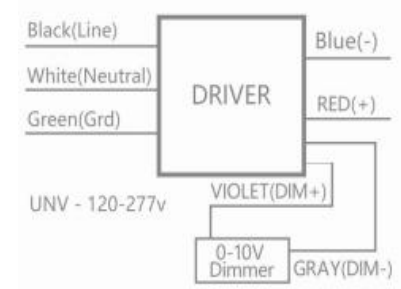 Black(Line)
Blue(-)
White(Neutral)
DRIVER
RED(+)
Green(Grd)
VIOLET(DIM+)
UNV - 120-277v
0-10V
Dimmer
GRAY(DIM-)